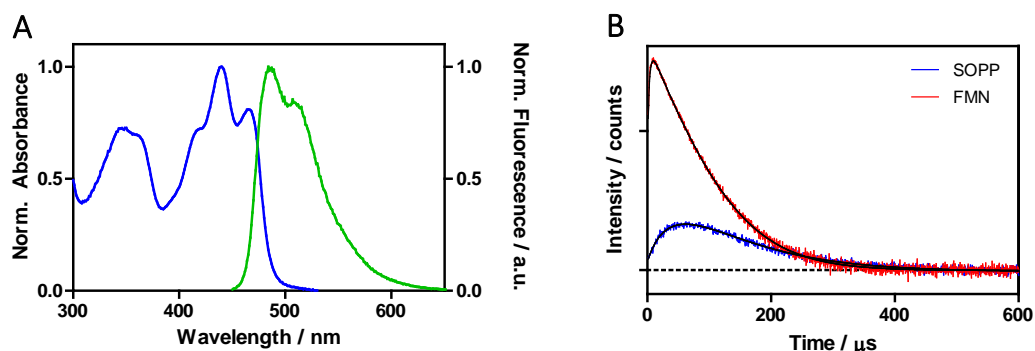 A
Norm. Absorbance
1.0
0.5
0.0
300
400
500
600
Wavelength / nm
1.0
0.5
0.0
Norm. Fluorescence / a.u.
B
Intensity / counts
SOPP
FMN
0
200
400
600
Time / µs